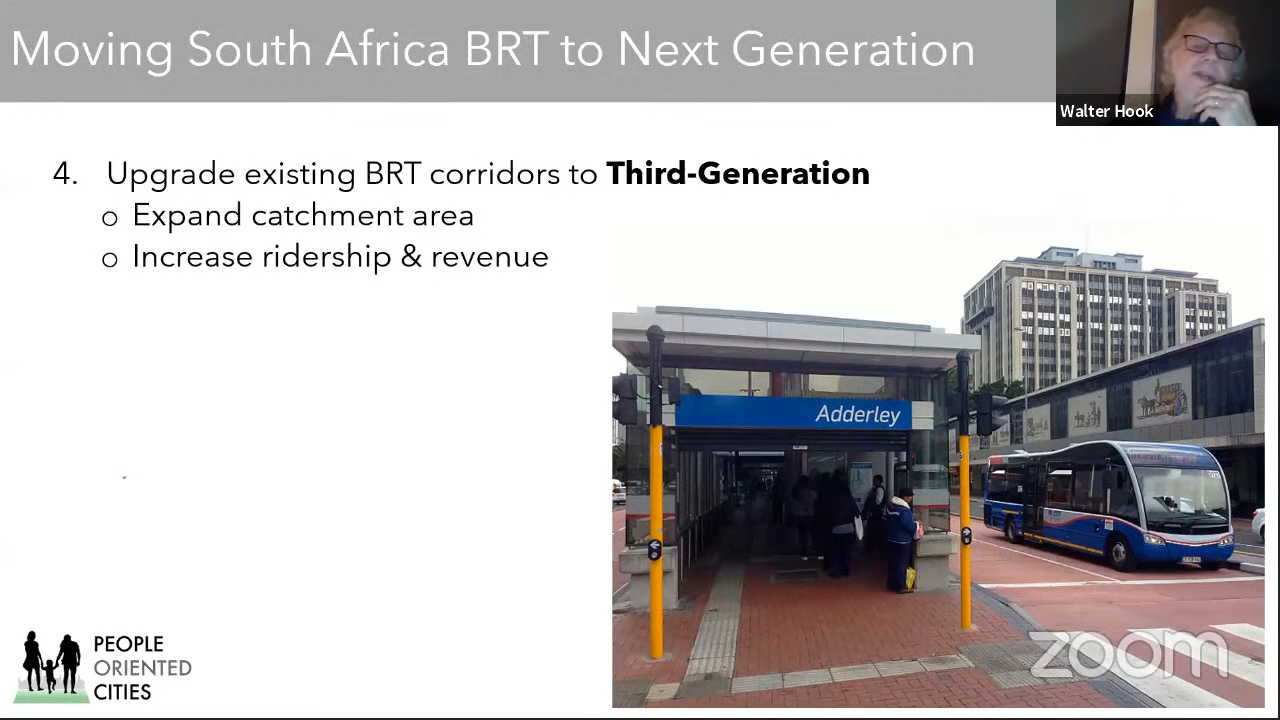 Moving South Africa BRT to Next Generation
Walter Hook
4. Upgrade existing BRT corridors to Third-Generation
o Expand catchment area
o Increase ridership & revenue
Adderley
PEOPLE
ORIENTED
CITIES
zoom